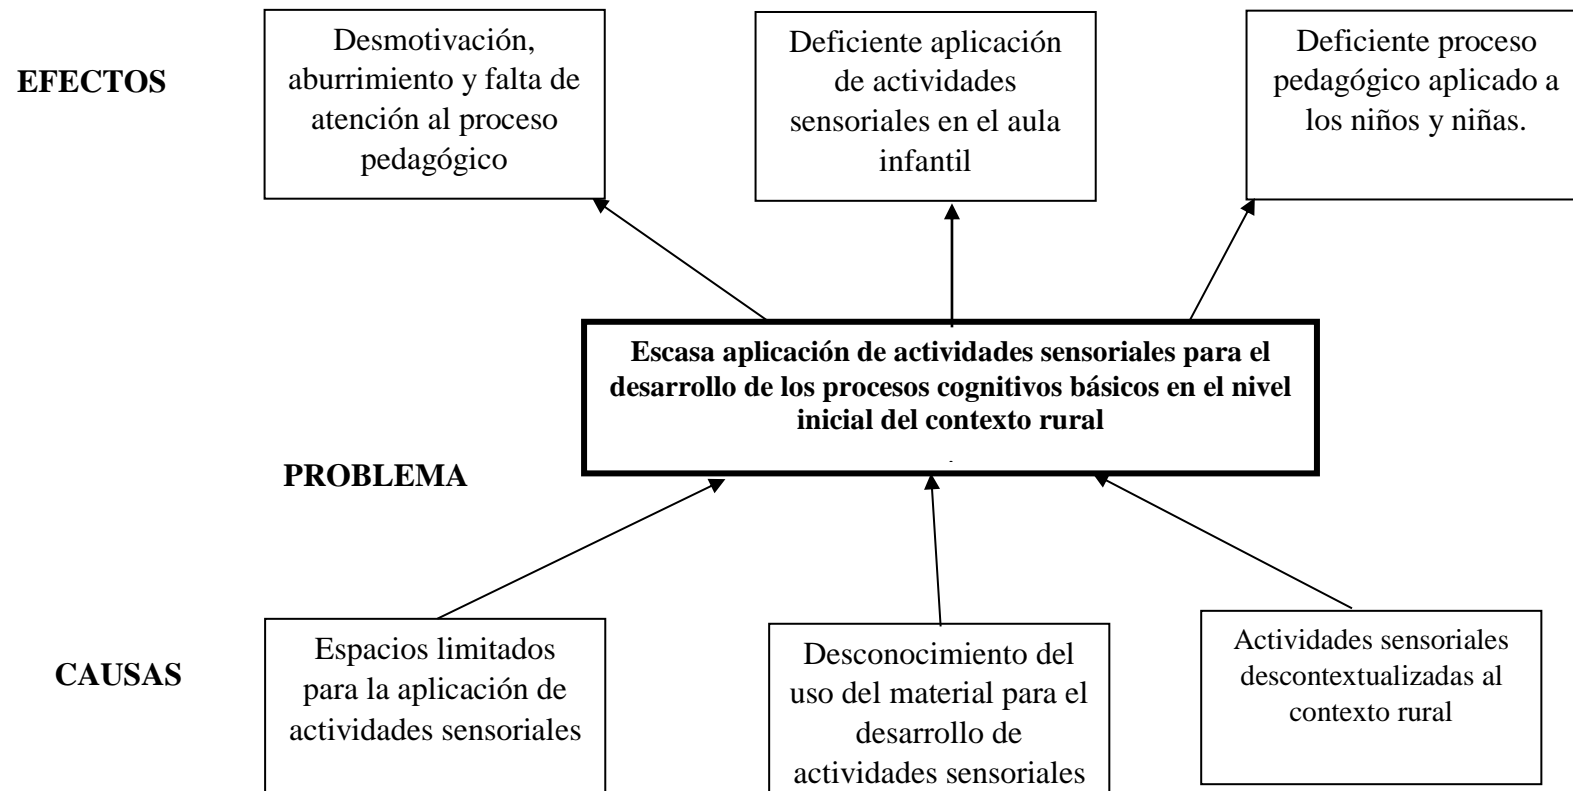 EFECTOS
Desmotivación,
aburrimiento y falta de
atención al proceso
pedagógico
Deficiente aplicación
de actividades
sensoriales en el aula
infantil
Deficiente proceso
pedagógico aplicado a
los niños y niñas.
Escasa aplicación de actividades sensoriales para el
desarrollo de los procesos cognitivos básicos en el nivel
inicial del contexto rural
.
PROBLEMA
CAUSAS
Espacios limitados
para la aplicación de
actividades sensoriales
Desconocimiento del
uso del material para el
desarrollo de
actividades sensoriales
Actividades sensoriales
descontextualizadas al
contexto rural